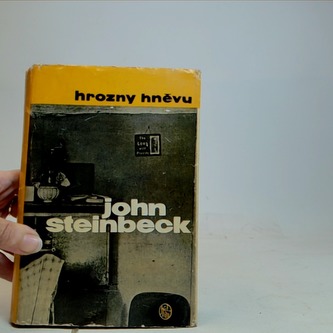 hrozny hněvu
john
steinbeck